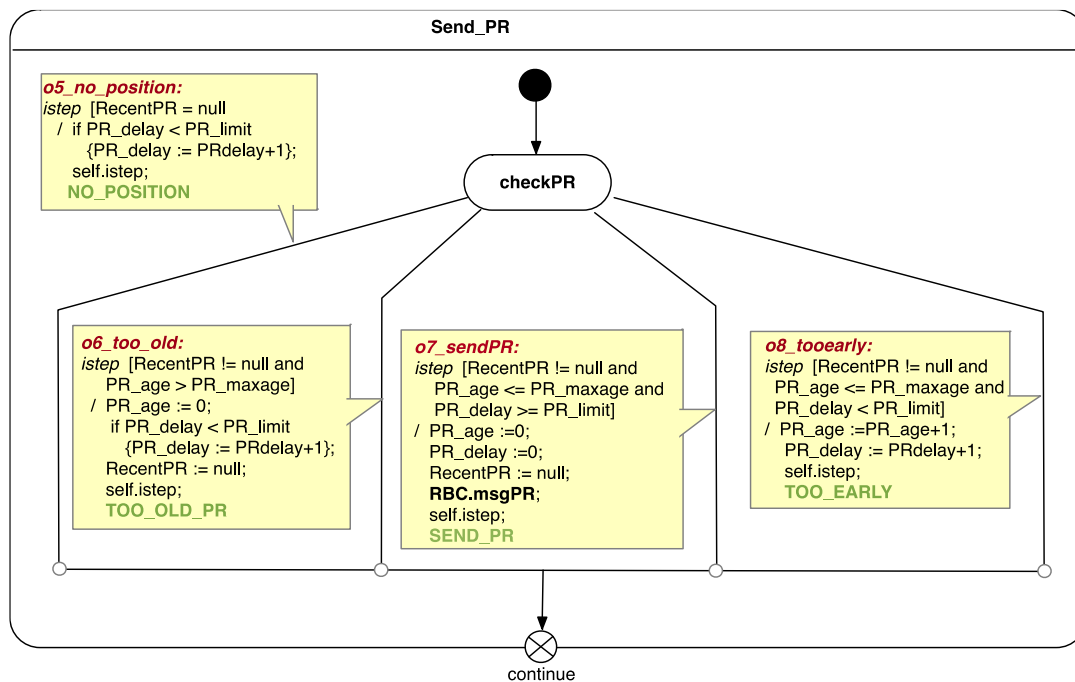 Send_PR
o5_no_position:
istep [RecentPR = null
/ if PR_delay < PR_limit
{PR_delay := PRdelay+1};
self.istep;
NO_POSITION
checkPR
o6_too_old:
istep [RecentPR != null and
PR_age > PR_maxage]
/ PR_age := 0;
if PR_delay < PR_limit
{PR_delay := PRdelay+1};
RecentPR := null;
self.istep;
TOO_OLD_PR
o7_sendPR:
istep [RecentPR != null and
PR_age <= PR_maxage and
PR_delay >= PR_limit]
/ PR_age :=0;
PR_delay :=0;
RecentPR := null;
RBC.msgPR;
self.istep;
SEND_PR
o8_tooearly:
istep [RecentPR != null and
PR_age <= PR_maxage and
PR_delay < PR_limit]
/ PR_age :=PR_age+1;
PR_delay := PRdelay+1;
self.istep;
TOO_EARLY
continue